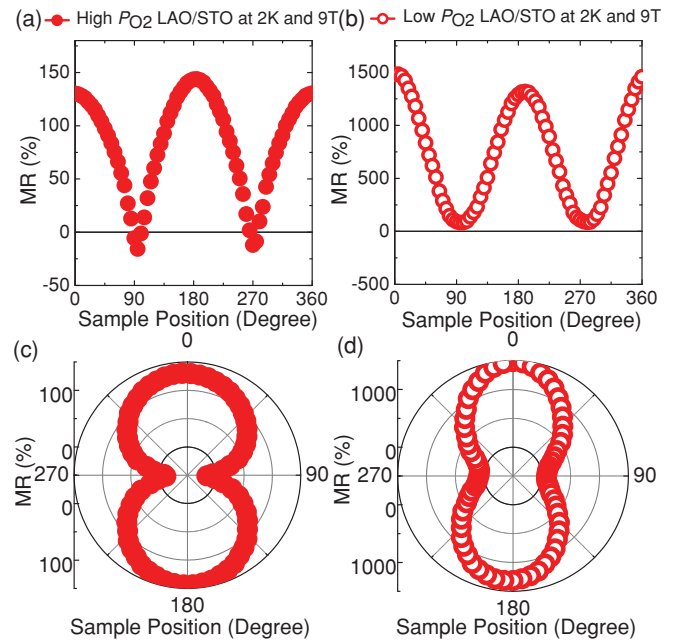 (a) High PO2 LAO/STO at 2K and 9T (b) Low PO2 LAO/STO at 2K and 9T
150
100
50
0
-50
MR (%)
0 90 180 270 360
Sample Position (Degree)
1500
1000
500
0
-500
MR (%)
0 90 180 270 360
Sample Position (Degree)
(c)
0
100
0
270
0
100
MR (%)
90
180
Sample Position (Degree)
(d)
0
1000
0
270
0
1000
MR (%)
90
180
Sample Position (Degree)